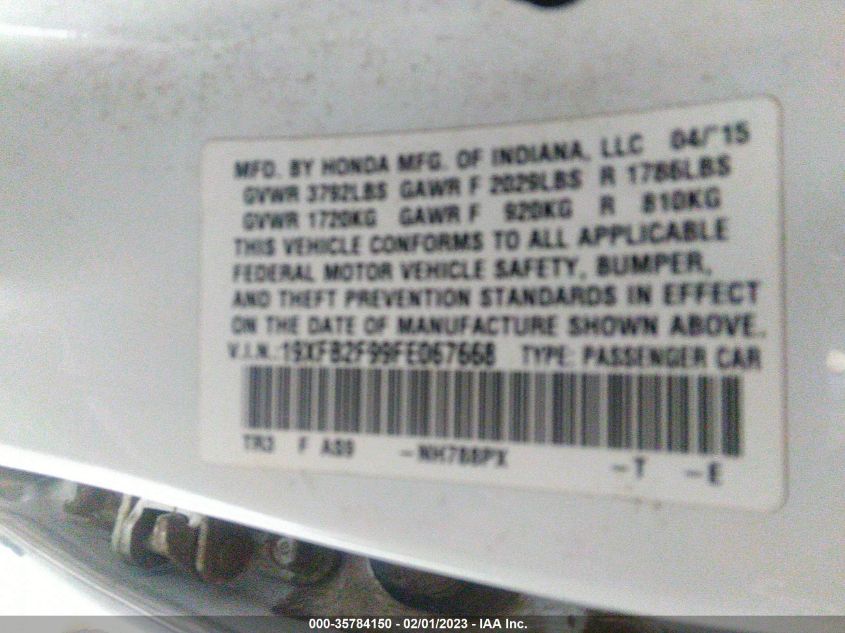 MFD. BY HONDA MFG. OF INDIANA, LLC 04/'15
GVWR 3792LBS GAWR F 2029LBS R 1786LBS
GVWR 1720KG GAWR F 920KG R 810KG
THIS VEHICLE CONFORMS TO ALL APPLICABLE
FEDERAL MOTOR VEHICLE SAFETY, BUMPER,
AND THEFT PREVENTION STANDARDS IN EFFECT
ON THE DATE OF MANUFACTURE SHOWN ABOVE.
V.I.N.: 19XFB2F99FE067668 TYPE: PASSENGER CAR
TR3 F AS9 -NH788PX -T -E
000-35784150 - 02/01/2023 - IAA Inc.